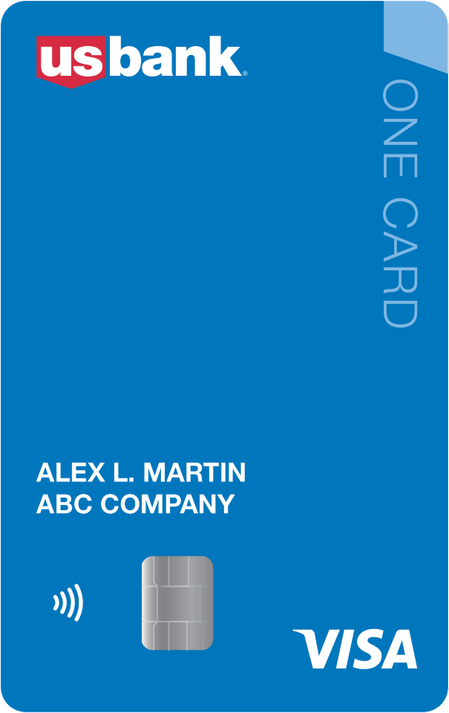 usbank®
ONE CARD
ALEX L. MARTIN
ABC COMPANY
VISA